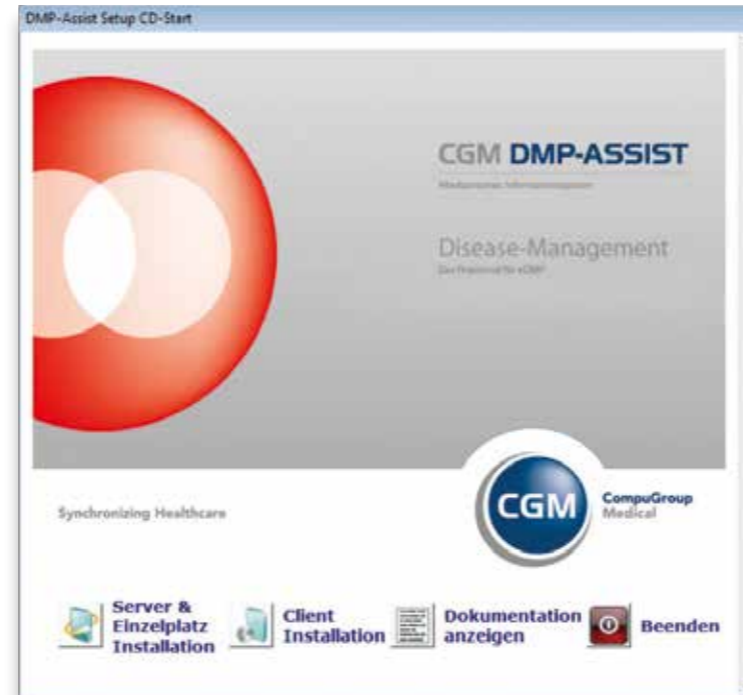 DMP-Assist Setup CD-Start
CGM DMP-ASSIST
Disease-Management
CGM
CompuGroup
Medical
Synchronizing Healthcare
Server &
Einzelplatz
Installation
Client
Installation
Dokumentation
anzeigen
Beenden